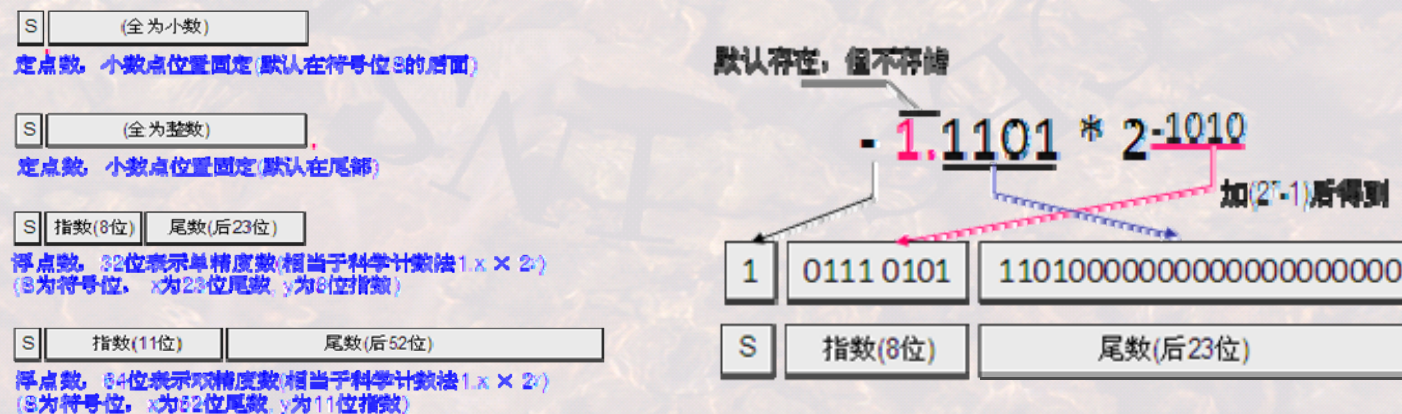 S (全为小数)
定点数，小数点位置固定(默认在符号位S的后面)
S (全为整数)
定点数，小数点位置固定(默认在尾部)
S 指数(8位) 尾数(后23位)
浮点数，32位表示单精度数(相当于科学计数法1.x × 2y)
(S为符号位， x为23位尾数, y为8位指数)
S 指数(11位) 尾数(后52位)
浮点数，64位表示双精度数(相当于科学计数法1.x × 2y)
(S为符号位， x为52位尾数, y为11位指数)
默认存在，但不存储
- 1.1101 * 2-1010
加(2⁷-1)后得到
1 0111 0101 11010000000000000000000
S 指数(8位) 尾数(后23位)